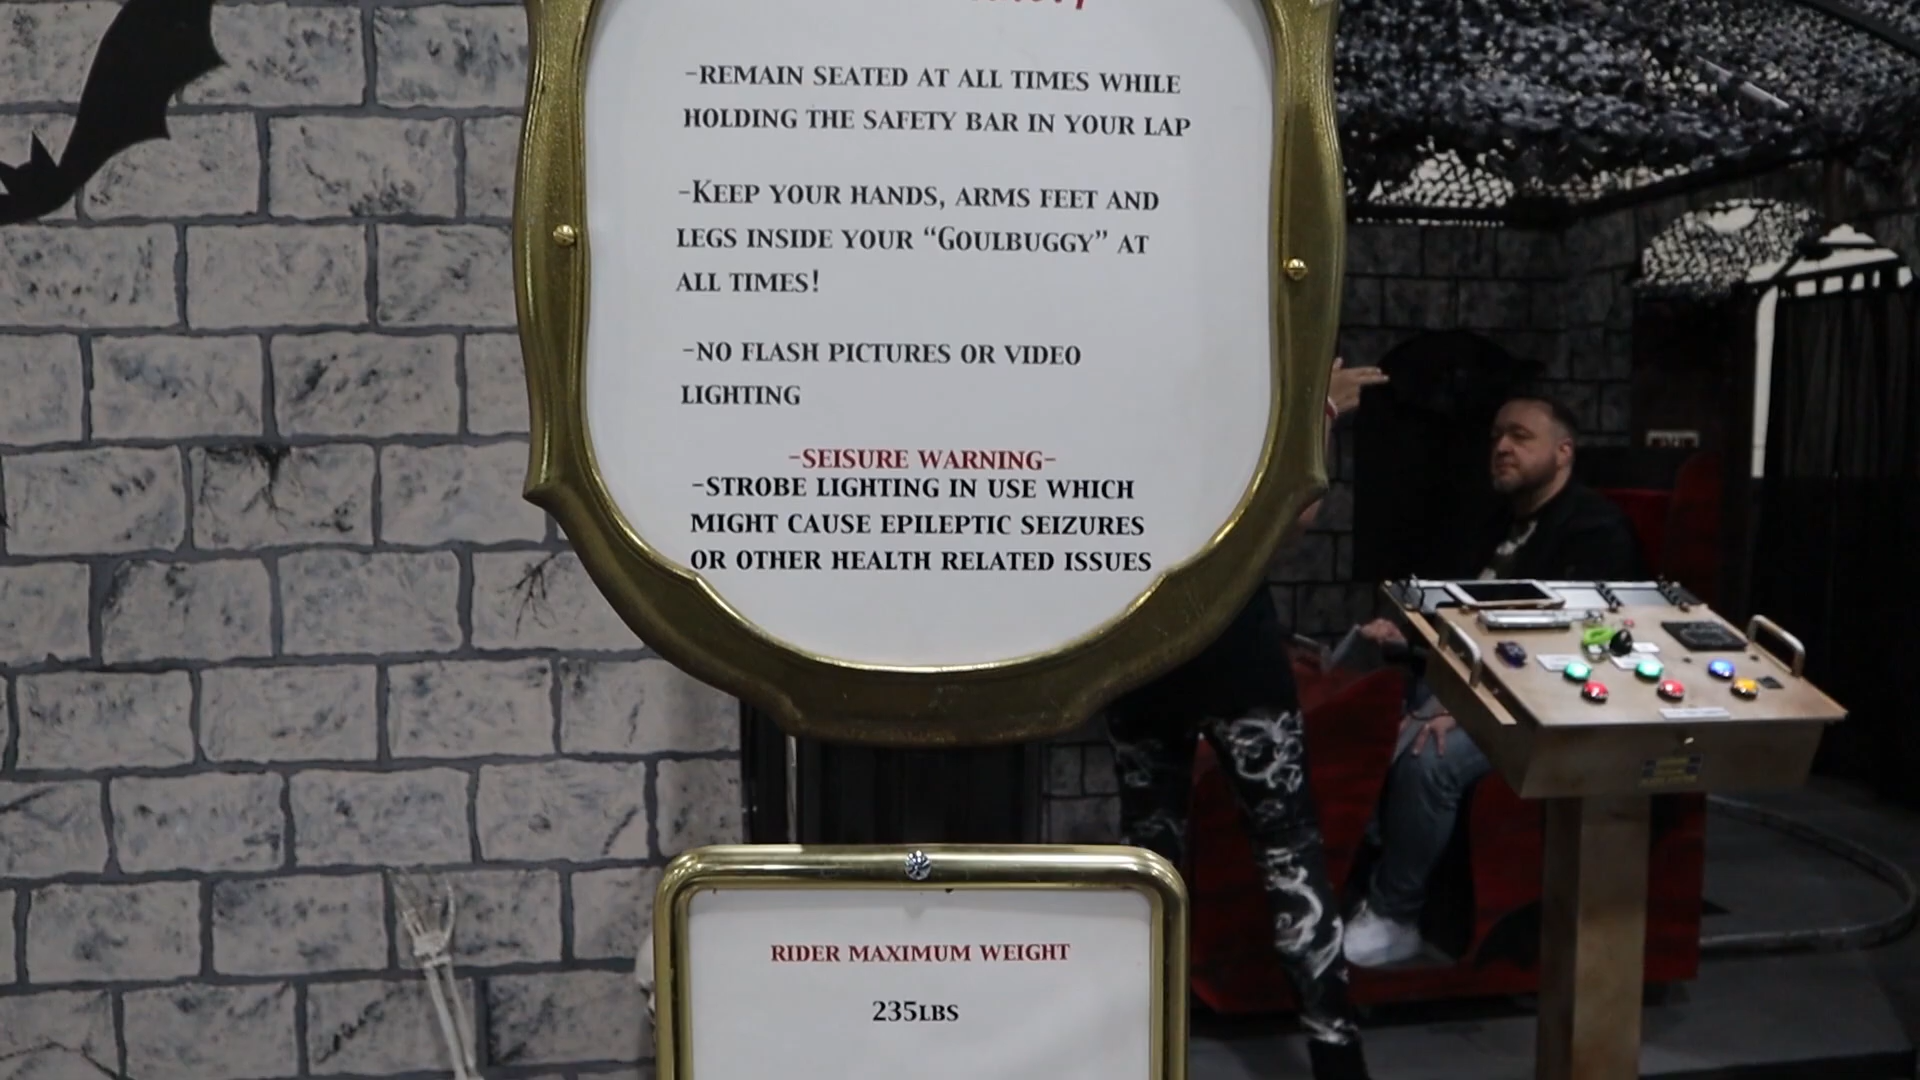 -REMAIN SEATED AT ALL TIMES WHILE
HOLDING THE SAFETY BAR IN YOUR LAP
-KEEP YOUR HANDS, ARMS FEET AND
LEGS INSIDE YOUR “GOULBUGGY” AT
ALL TIMES!
-NO FLASH PICTURES OR VIDEO
LIGHTING
-SEISURE WARNING-
-STROBE LIGHTING IN USE WHICH
MIGHT CAUSE EPILEPTIC SEIZURES
OR OTHER HEALTH RELATED ISSUES
RIDER MAXIMUM WEIGHT
235LBS